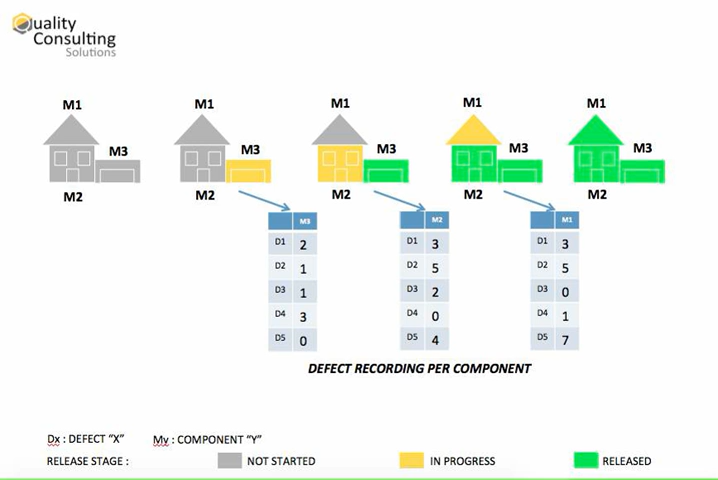 Quality
Consulting
Solutions
M1 M1 M1 M1 M1
M3 M3 M3 M3 M3
M2 M2 M2 M2 M2
M3 M2 M1
D1 2 D1 3 D1 3
D2 1 D2 5 D2 5
D3 1 D3 2 D3 0
D4 3 D4 0 D4 1
D5 0 D5 4 D5 7
DEFECT RECORDING PER COMPONENT
Dx : DEFECT “X” My : COMPONENT “Y”
RELEASE STAGE : NOT STARTED IN PROGRESS RELEASED